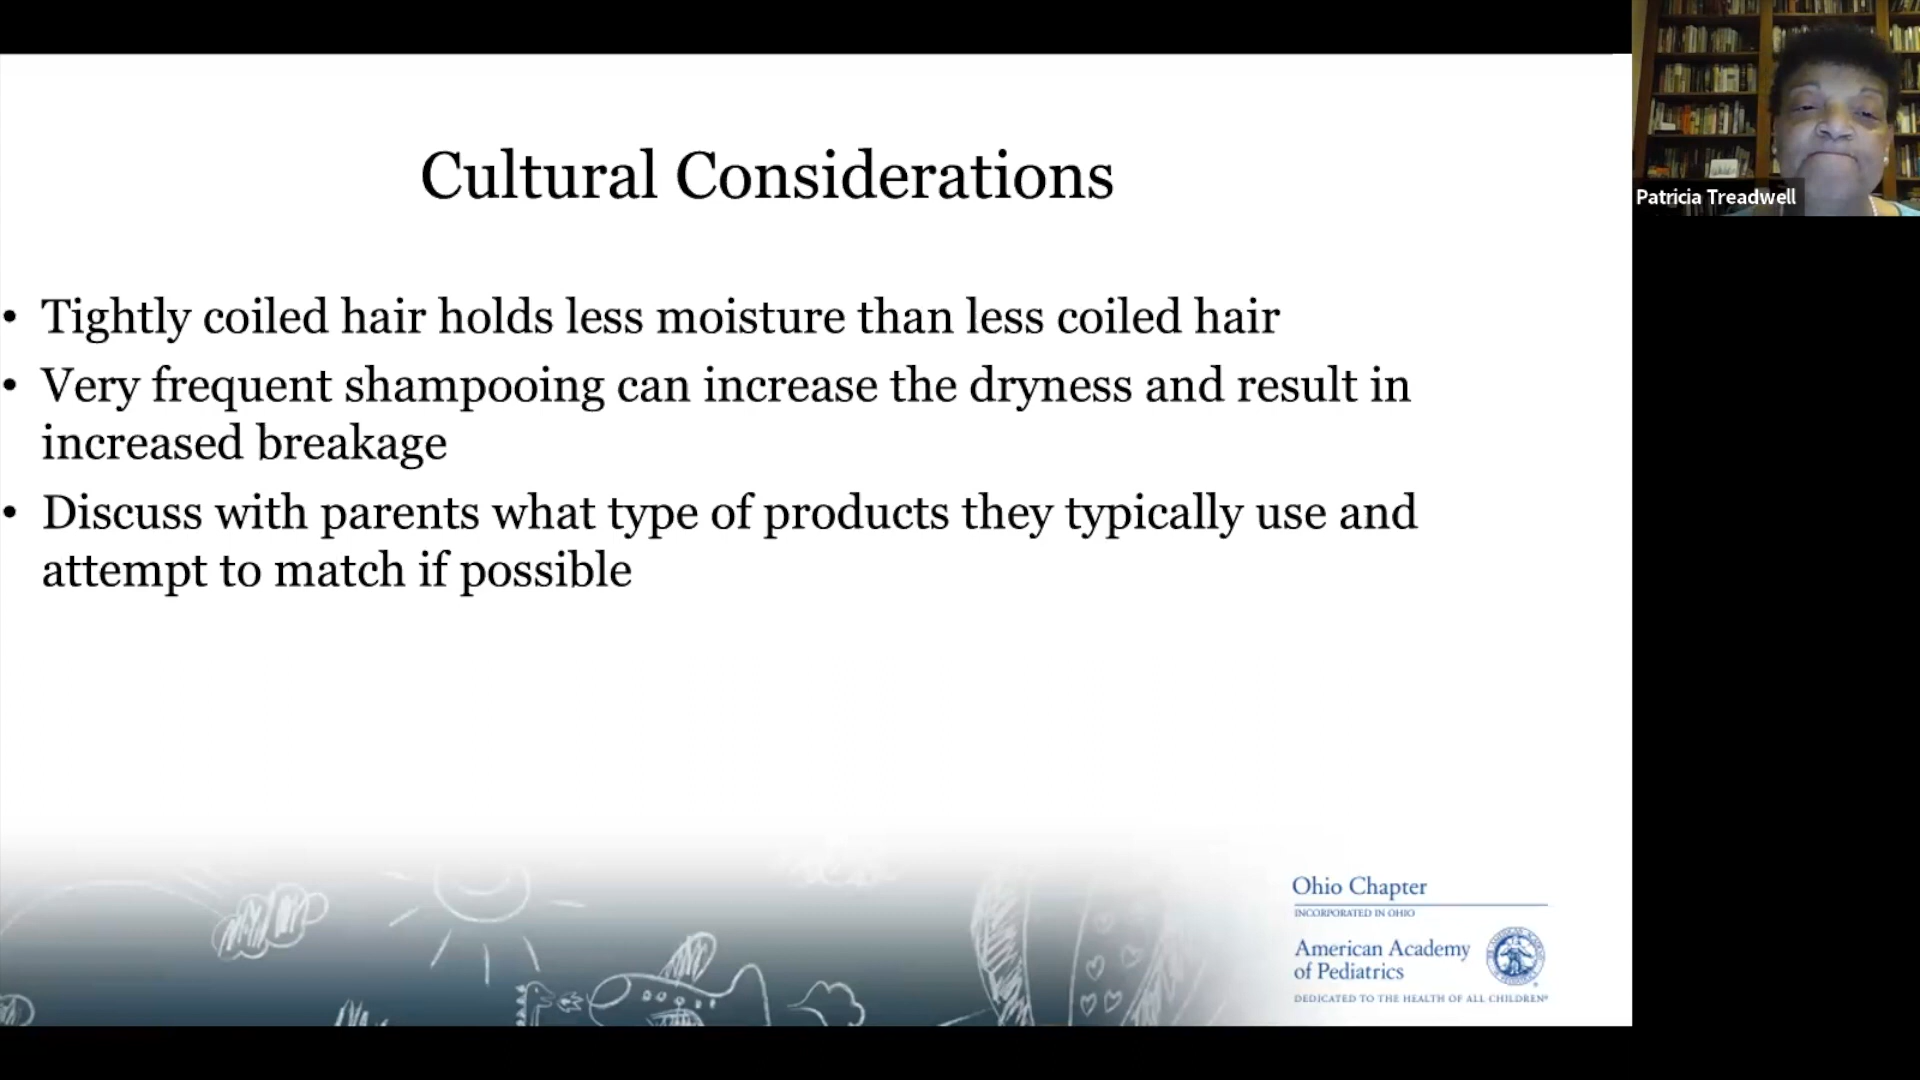 Cultural Considerations
• Tightly coiled hair holds less moisture than less coiled hair
• Very frequent shampooing can increase the dryness and result in
increased breakage
• Discuss with parents what type of products they typically use and
attempt to match if possible
Patricia Treadwell
Ohio Chapter
INCORPORATED IN OHIO
American Academy
of Pediatrics
DEDICATED TO THE HEALTH OF ALL CHILDREN®